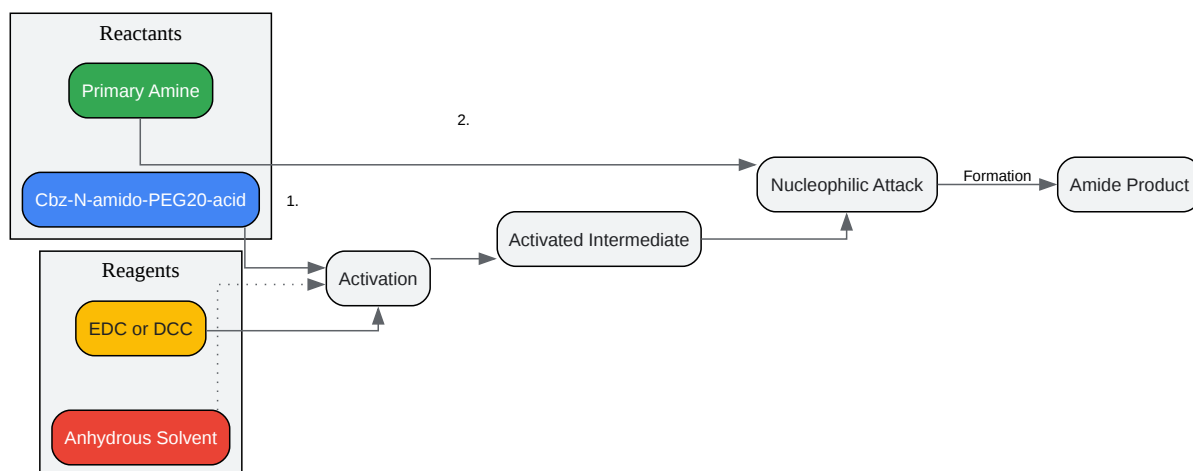 Reactants
Primary Amine
2.
Cbz-N-amido-PEG20-acid
1.
Nucleophilic Attack
Formation
Amide Product
Activated Intermediate
Reagents
Activation
EDC or DCC
Anhydrous Solvent